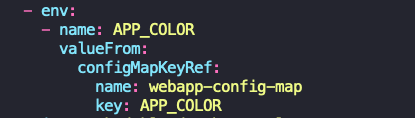 - env:
- name: APP_COLOR
valueFrom:
configMapKeyRef:
name: webapp-config-map
key: APP_COLOR